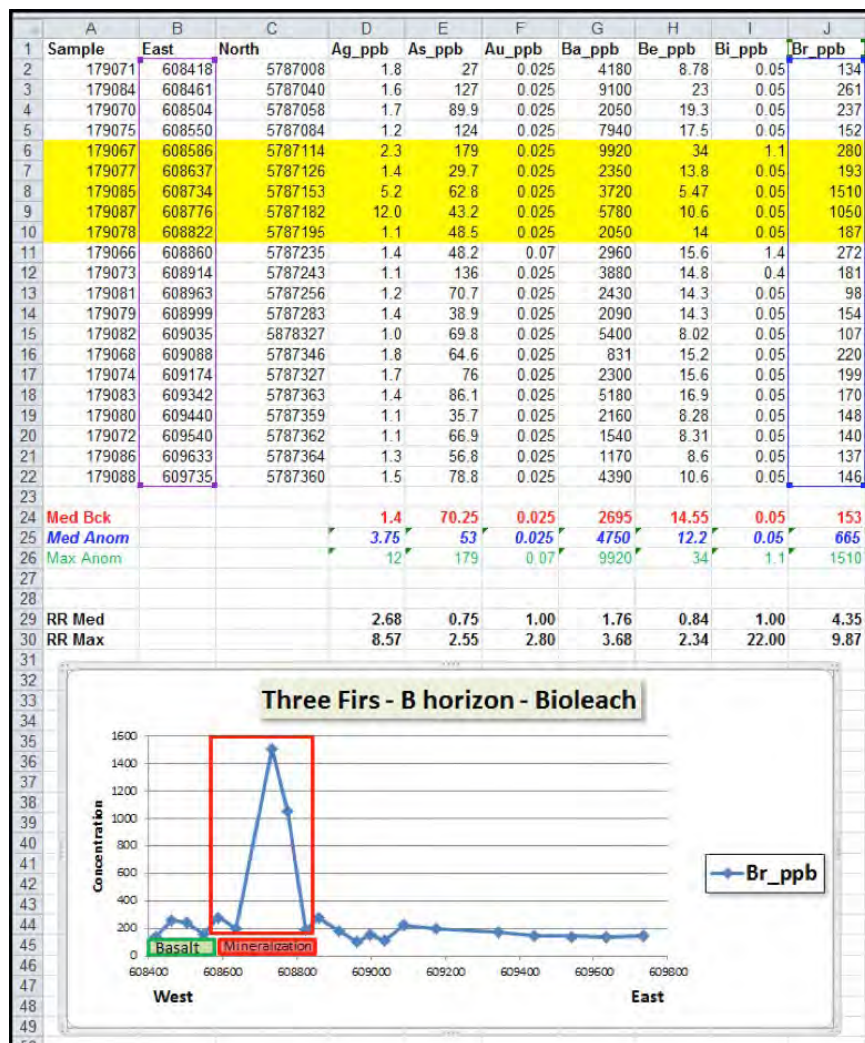 A B C D E F G H I J
1 Sample East North Ag_ppb As_ppb Au_ppb Ba_ppb Be_ppb Bi_ppb Br_ppb
2 179071 608418 5787008 1.8 27 0.025 4180 8.78 0.05 134
3 179084 608461 5787040 1.6 127 0.025 9100 23 0.05 261
4 179070 608504 5787058 1.7 89.9 0.025 2050 19.3 0.05 237
5 179075 608550 5787084 1.2 124 0.025 7940 17.5 0.05 152
6 179067 608586 5787114 2.3 179 0.025 9920 34 1.1 280
7 179077 608637 5787126 1.4 29.7 0.025 2350 13.8 0.05 193
8 179085 608734 5787153 5.2 62.8 0.025 3720 5.47 0.05 1510
9 179087 608776 5787182 12.0 43.2 0.025 5780 10.6 0.05 1050
10 179078 608822 5787195 1.1 48.5 0.025 2050 14 0.05 187
11 179066 608860 5787235 1.4 48.2 0.07 2960 15.6 1.4 272
12 179073 608914 5787243 1.1 136 0.025 3880 14.8 0.4 181
13 179081 608963 5787256 1.2 70.7 0.025 2430 14.3 0.05 98
14 179079 608999 5787283 1.4 38.9 0.025 2090 14.3 0.05 154
15 179082 609035 5878327 1.0 69.8 0.025 5400 8.02 0.05 107
16 179068 609088 5787346 1.8 64.6 0.025 831 15.2 0.05 220
17 179074 609174 5787327 1.7 76 0.025 2300 15.6 0.05 199
18 179083 609342 5787363 1.4 86.1 0.025 5180 16.9 0.05 170
19 179080 609440 5787359 1.1 35.7 0.025 2160 8.28 0.05 148
20 179072 609540 5787362 1.1 66.9 0.025 1540 8.31 0.05 140
21 179086 609633 5787364 1.3 56.8 0.025 1170 8.6 0.05 137
22 179088 609735 5787360 1.5 78.8 0.025 4390 10.6 0.05 146
23
24 Med Bck 1.4 70.25 0.025 2695 14.55 0.05 153
25 Med Anom 3.75 53 0.025 4750 12.2 0.05 665
26 Max Anom 12 179 0.07 9920 34 1.1 1510
27
28
29 RR Med 2.68 0.75 1.00 1.76 0.84 1.00 4.35
30 RR Max 8.57 2.55 2.80 3.68 2.34 22.00 9.87
31
32
33 Three Firs - B horizon - Bioleach
34
35 1600
36 1400
37
38 1200
39 1000
40 Concentration
41 800
42 600 Br_ppb
43 400
44 200
45 0 Basalt Mineralization
46 608400 608600 608800 609000 609200 609400 609600 609800
47
48 West East
49